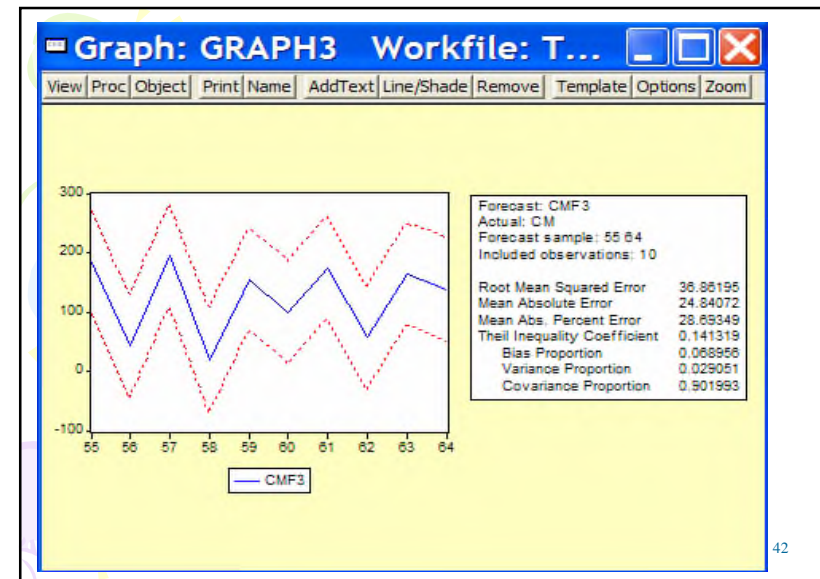 Graph: GRAPH3 Workfile: T...
View Proc Object Print Name AddText Line/Shade Remove Template Options Zoom
300
200
100
0
-100
55 56 57 58 59 60 61 62 63 64
CMF3
Forecast: CMF3
Actual: CM
Forecast sample: 55 64
Included observations: 10
Root Mean Squared Error 36.86195
Mean Absolute Error 24.84072
Mean Abs. Percent Error 28.69349
Theil Inequality Coefficient 0.141319
Bias Proportion 0.068956
Variance Proportion 0.029051
Covariance Proportion 0.901993
42